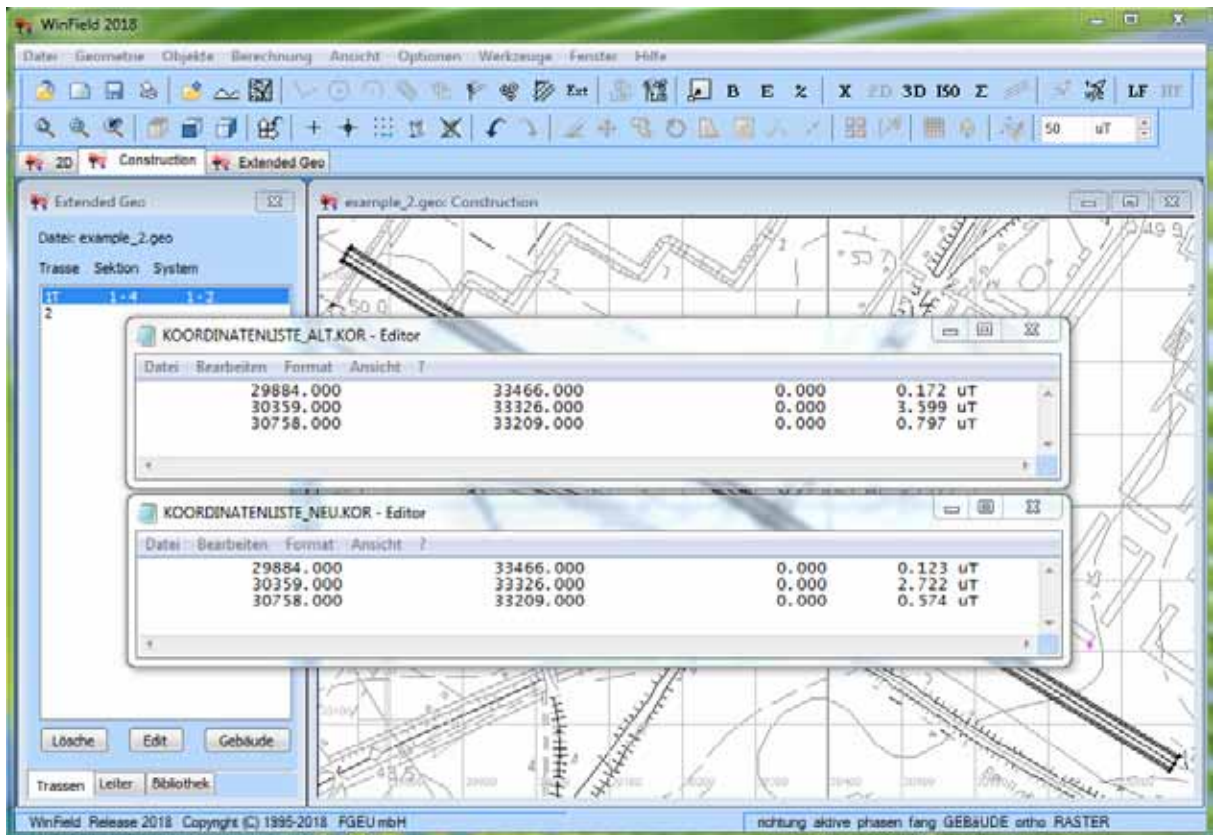 WinField 2018
Datei Geometrie Objekte Berechnung Ansicht Optionen Werkzeuge Fenster Hilfe
Ext B E X 2D 3D ISO Σ LF HF
50 uT
2D Construction Extended Geo
Extended Geo
example_2.geo: Construction
Datei: example_2.geo
Trasse Sektion System
1T 1-4 1-2
2
KOORDINATENLISTE_ALT.KOR - Editor
Datei Bearbeiten Format Ansicht ?
29884.000 33466.000 0.000 0.172 uT
30359.000 33326.000 0.000 3.599 uT
30758.000 33209.000 0.000 0.797 uT
KOORDINATENLISTE_NEU.KOR - Editor
Datei Bearbeiten Format Ansicht ?
29884.000 33466.000 0.000 0.123 uT
30359.000 33326.000 0.000 2.722 uT
30758.000 33209.000 0.000 0.574 uT
Lösche Edit Gebäude
Trassen Leiter Bibliothek
WinField Release 2018 Copyright (C) 1995-2018 FGEU mbH
richtung aktive phasen fang GEBäUDE ortho RASTER